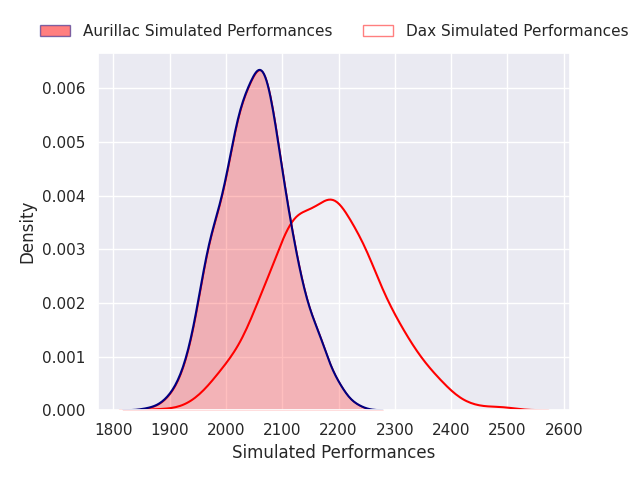 Aurillac Simulated Performances
Dax Simulated Performances
Density
0.006
0.005
0.004
0.003
0.002
0.001
0.000
1800 1900 2000 2100 2200 2300 2400 2500 2600
Simulated Performances